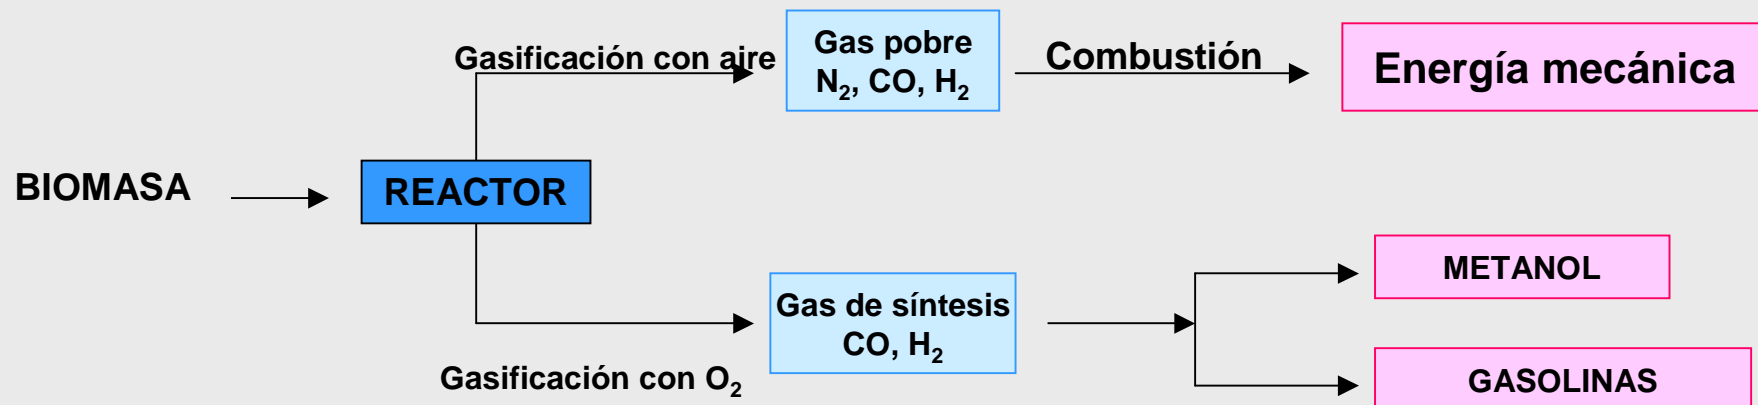 Gasificación con aire
Gas pobre
N₂, CO, H₂
Combustión
Energía mecánica
BIOMASA
REACTOR
Gas de síntesis
CO, H₂
Gasificación con O₂
METANOL
GASOLINAS